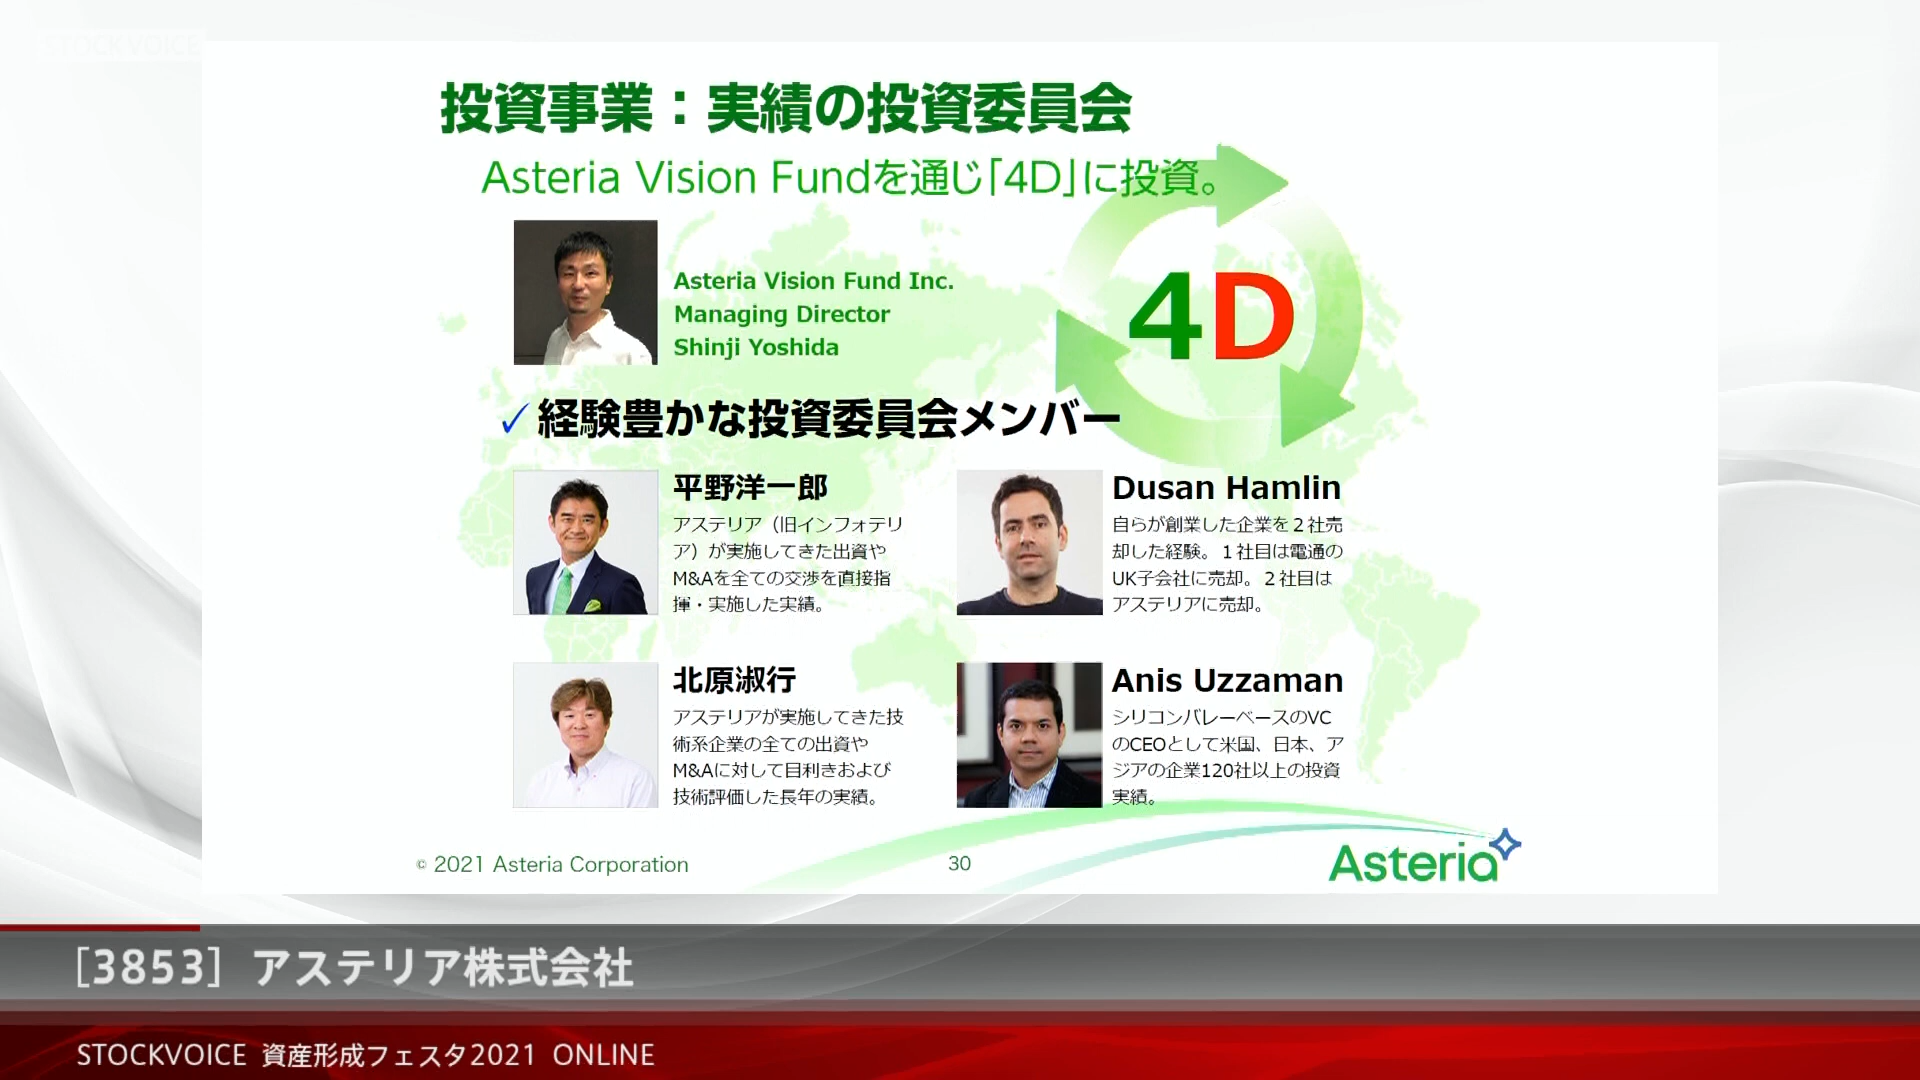 STOCKVOICE
投資事業：実績の投資委員会
Asteria Vision Fundを通じ「4D」に投資。
4D
Asteria Vision Fund Inc.
Managing Director
Shinji Yoshida
✓経験豊かな投資委員会メンバー
平野洋一郎
アステリア（旧インフォテリ
ア）が実施してきた出資や
M&Aを全ての交渉を直接指
揮・実施した実績。
Dusan Hamlin
自らが創業した企業を２社売
却した経験。１社目は電通の
UK子会社に売却。２社目は
アステリアに売却。
北原淑行
アステリアが実施してきた技
術系企業の全ての出資や
M&Aに対して目利きおよび
技術評価した長年の実績。
Anis Uzzaman
シリコンバレーベースのVC
のCEOとして米国、日本、ア
ジアの企業120社以上の投資
実績。
© 2021 Asteria Corporation
30
Asteria
[3853] アステリア株式会社
STOCKVOICE 資産形成フェスタ2021 ONLINE